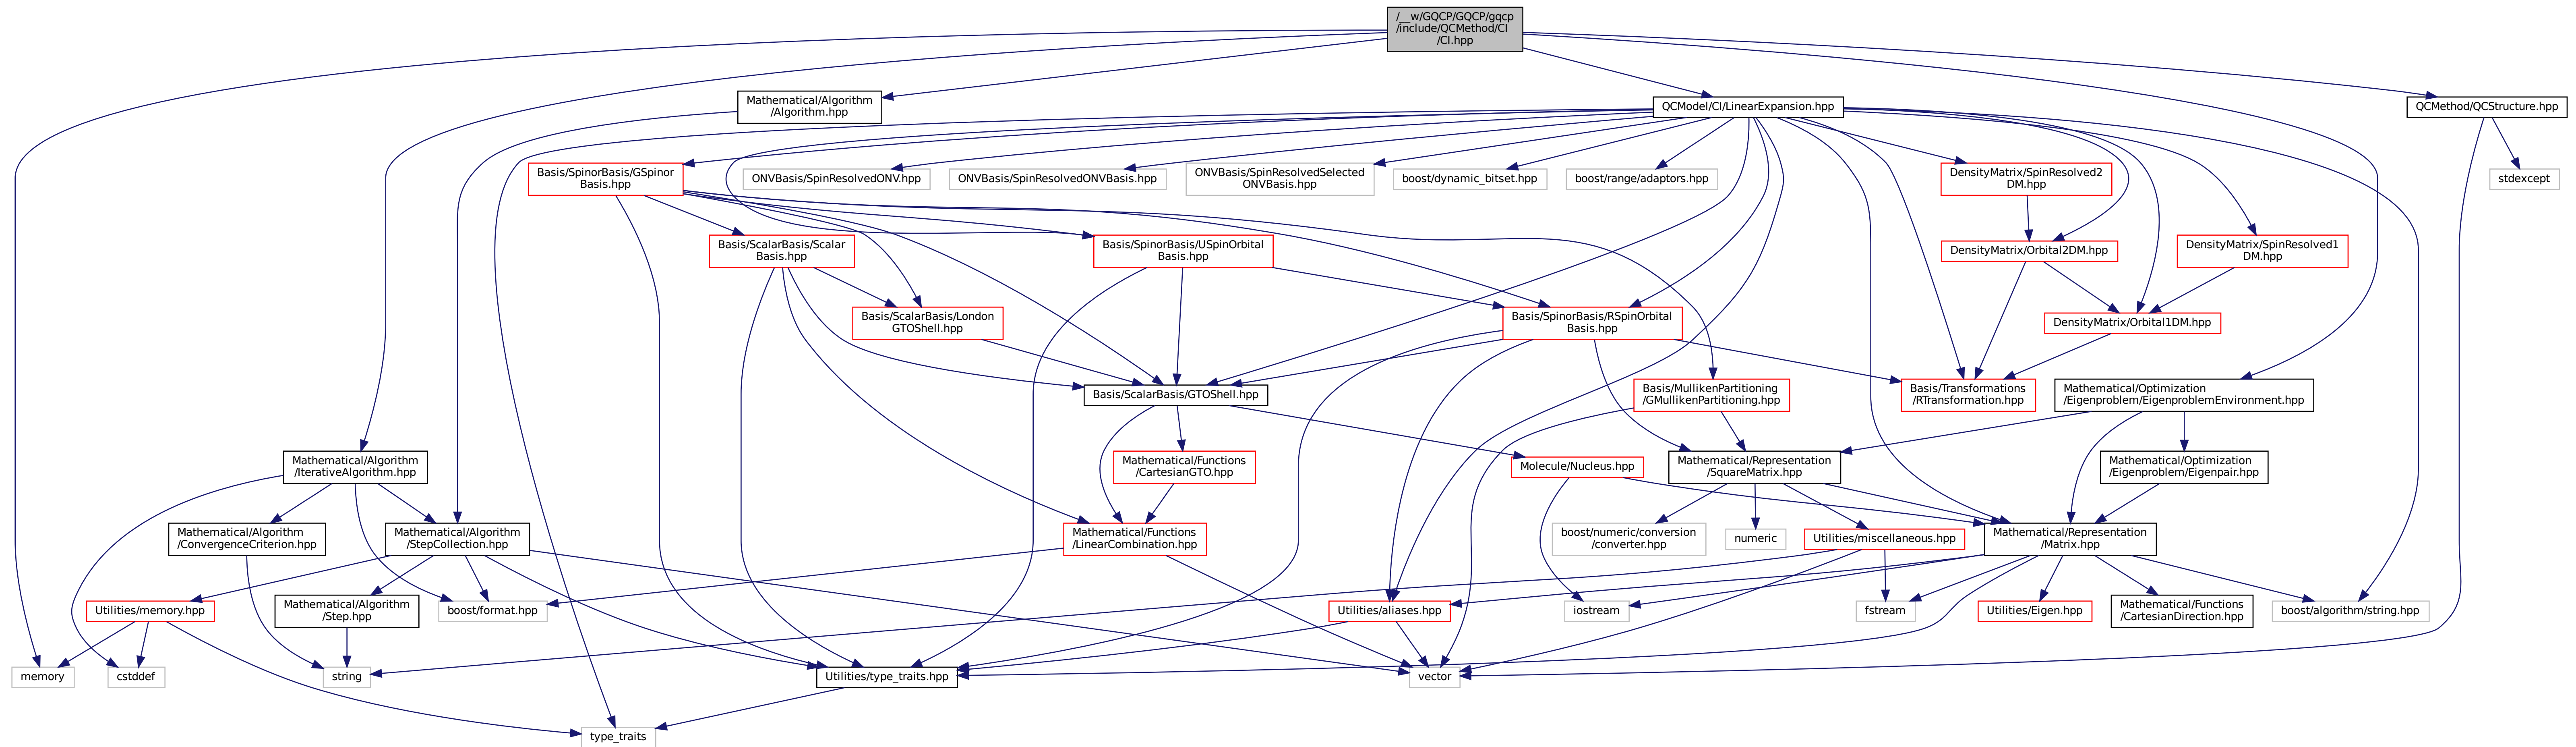 /__w/GQCP/GQCP/gqcp
/include/QCMethod/CI
/CI.hpp
Mathematical/Algorithm
/Algorithm.hpp
QCModel/CI/LinearExpansion.hpp
QCMethod/QCStructure.hpp
Basis/SpinorBasis/GSpinor
Basis.hpp
ONVBasis/SpinResolvedONV.hpp
ONVBasis/SpinResolvedONVBasis.hpp
ONVBasis/SpinResolvedSelected
ONVBasis.hpp
boost/dynamic_bitset.hpp
boost/range/adaptors.hpp
DensityMatrix/SpinResolved2
DM.hpp
stdexcept
Basis/ScalarBasis/Scalar
Basis.hpp
Basis/SpinorBasis/USpinOrbital
Basis.hpp
DensityMatrix/Orbital2DM.hpp
DensityMatrix/SpinResolved1
DM.hpp
Basis/ScalarBasis/London
GTOShell.hpp
Basis/SpinorBasis/RSpinOrbital
Basis.hpp
DensityMatrix/Orbital1DM.hpp
Basis/ScalarBasis/GTOShell.hpp
Basis/MullikenPartitioning
/GMullikenPartitioning.hpp
Basis/Transformations
/RTransformation.hpp
Mathematical/Optimization
/Eigenproblem/EigenproblemEnvironment.hpp
Mathematical/Algorithm
/IterativeAlgorithm.hpp
Mathematical/Functions
/CartesianGTO.hpp
Molecule/Nucleus.hpp
Mathematical/Representation
/SquareMatrix.hpp
Mathematical/Optimization
/Eigenproblem/Eigenpair.hpp
Mathematical/Algorithm
/ConvergenceCriterion.hpp
Mathematical/Algorithm
/StepCollection.hpp
Mathematical/Functions
/LinearCombination.hpp
boost/numeric/conversion
/converter.hpp
numeric
Utilities/miscellaneous.hpp
Mathematical/Representation
/Matrix.hpp
Utilities/memory.hpp
Mathematical/Algorithm
/Step.hpp
boost/format.hpp
Utilities/aliases.hpp
iostream
fstream
Utilities/Eigen.hpp
Mathematical/Functions
/CartesianDirection.hpp
boost/algorithm/string.hpp
memory
cstddef
string
Utilities/type_traits.hpp
vector
type_traits